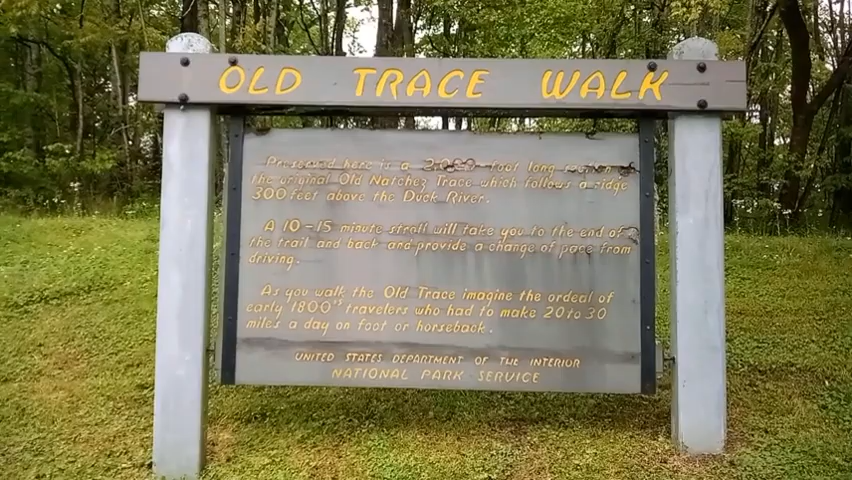 OLD TRACE WALK
Preserved here is a 2,000-foot long section of
the original Old Natchez Trace which follows a ridge
300 feet above the Duck River.
A 10-15 minute stroll will take you to the end of
the trail and back and provide a change of pace from
driving.
As you walk the Old Trace imagine the ordeal of
early 1800's travelers who had to make 20 to 30
miles a day on foot or horseback.
UNITED STATES DEPARTMENT OF THE INTERIOR
NATIONAL PARK SERVICE